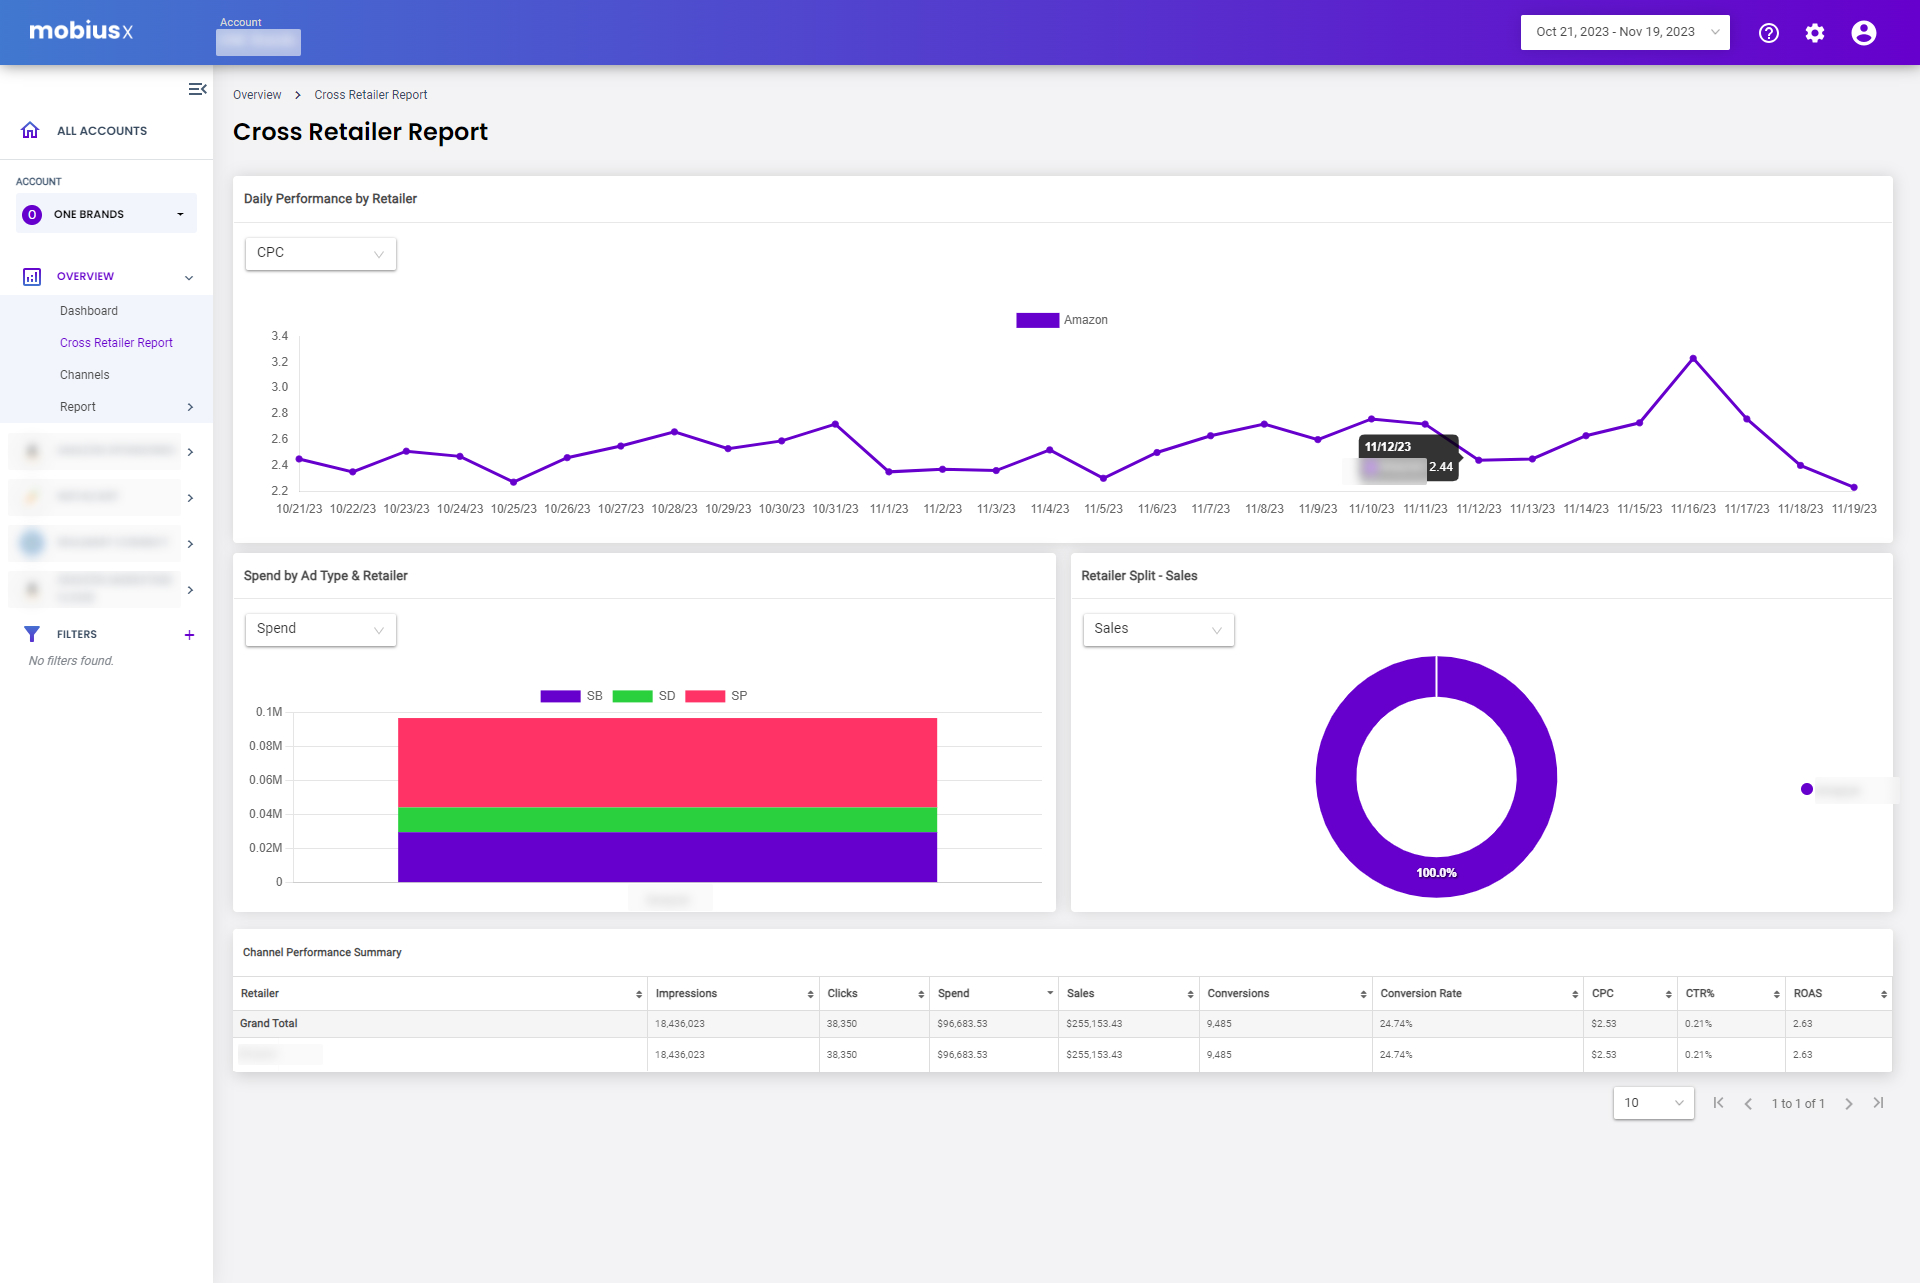 mobiusx
Account
Oct 21, 2023 - Nov 19, 2023
ALL ACCOUNTS
ACCOUNT
O ONE BRANDS
OVERVIEW
Dashboard
Cross Retailer Report
Channels
Report
FILTERS +
No filters found.
Overview > Cross Retailer Report
Cross Retailer Report
Daily Performance by Retailer
CPC
Amazon
3.4
3.2
3.0
2.8
2.6
2.4
2.2
11/12/23
2.44
10/21/23 10/22/23 10/23/23 10/24/23 10/25/23 10/26/23 10/27/23 10/28/23 10/29/23 10/30/23 10/31/23 11/1/23 11/2/23 11/3/23 11/4/23 11/5/23 11/6/23 11/7/23 11/8/23 11/9/23 11/10/23 11/11/23 11/12/23 11/13/23 11/14/23 11/15/23 11/16/23 11/17/23 11/18/23 11/19/23
Spend by Ad Type & Retailer
Spend
SB SD SP
0.1M
0.08M
0.06M
0.04M
0.02M
0
Retailer Split - Sales
Sales
100.0%
Channel Performance Summary
Retailer Impressions Clicks Spend Sales Conversions Conversion Rate CPC CTR% ROAS
Grand Total 18,436,023 38,350 $96,683.53 $255,153.43 9,485 24.74% $2.53 0.21% 2.63
18,436,023 38,350 $96,683.53 $255,153.43 9,485 24.74% $2.53 0.21% 2.63
10 1 to 1 of 1